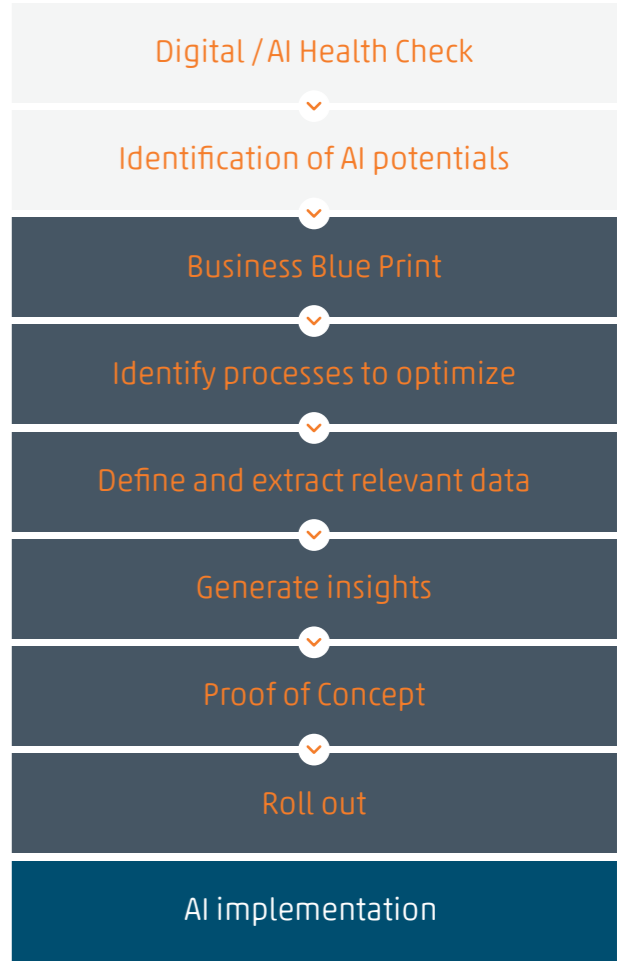 Digital / AI Health Check
Identification of AI potentials
Business Blue Print
Identify processes to optimize
Define and extract relevant data
Generate insights
Proof of Concept
Roll out
AI implementation